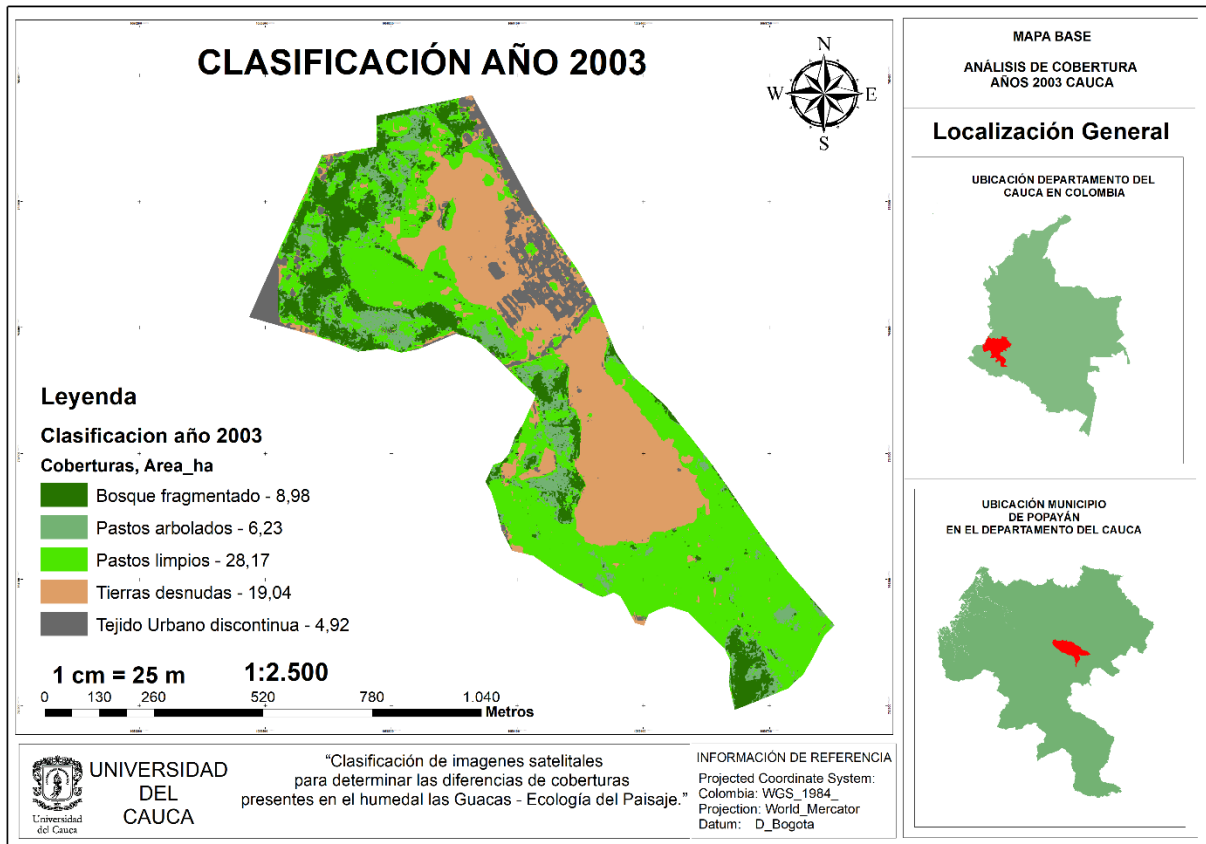 CLASIFICACIÓN AÑO 2003
N
W
E
S
Leyenda
Clasificacion año 2003
Coberturas, Area_ha
Bosque fragmentado - 8,98
Pastos arbolados - 6,23
Pastos limpios - 28,17
Tierras desnudas - 19,04
Tejido Urbano discontinua - 4,92
1 cm = 25 m 1:2.500
0 130 260 520 780 1.040
Metros
MAPA BASE
ANÁLISIS DE COBERTURA
AÑOS 2003 CAUCA
Localización General
UBICACIÓN DEPARTAMENTO DEL
CAUCA EN COLOMBIA
UBICACIÓN MUNICIPIO
DE POPAYÁN
EN EL DEPARTAMENTO DEL CAUCA
Universidad
del Cauca
UNIVERSIDAD
DEL
CAUCA
“Clasificación de imagenes satelitales
para determinar las diferencias de coberturas
presentes en el humedal las Guacas - Ecología del Paisaje.”
INFORMACIÓN DE REFERENCIA
Projected Coordinate System:
Colombia: WGS_1984_
Projection: World_Mercator
Datum: D_Bogota